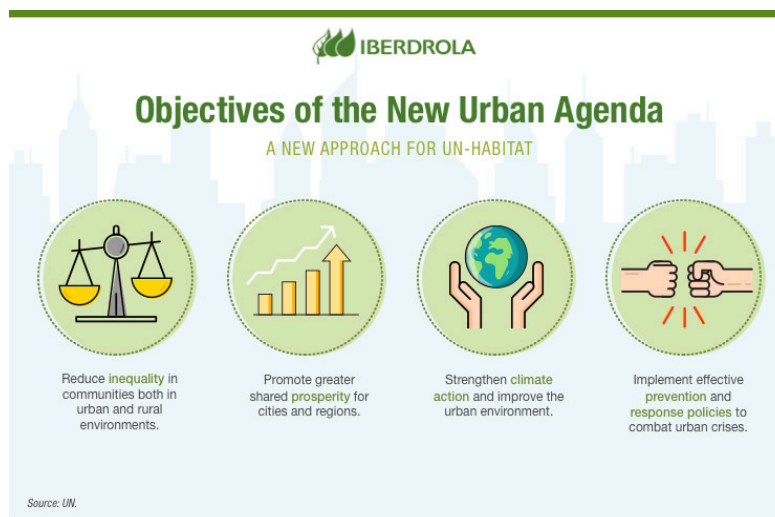 IBERDROLA
Objectives of the New Urban Agenda
A NEW APPROACH FOR UN-HABITAT
Reduce inequality in
communities both in
urban and rural
environments.
Promote greater
shared prosperity for
cities and regions.
Strengthen climate
action and improve the
urban environment.
Implement effective
prevention and
response policies to
combat urban crises.
Source: UN.